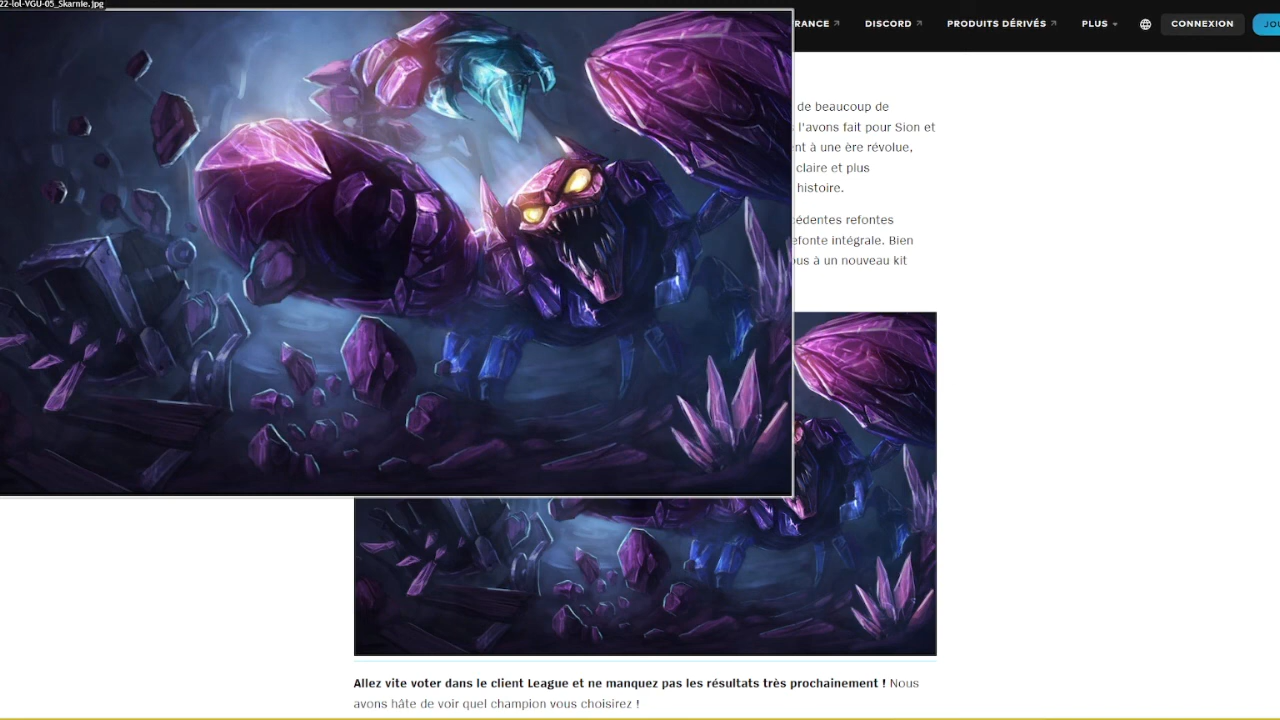 22-lol-VGU-05_Skarnie.jpg
RANCE
DISCORD
PRODUITS DÉRIVÉS
PLUS
CONNEXION
JOU
de beaucoup de
l'avons fait pour Sion et
nt à une ère révolue,
claire et plus
histoire.
cédentes refontes
efonte intégrale. Bien
ous à un nouveau kit
Allez vite voter dans le client League et ne manquez pas les résultats très prochainement ! Nous
avons hâte de voir quel champion vous choisirez !